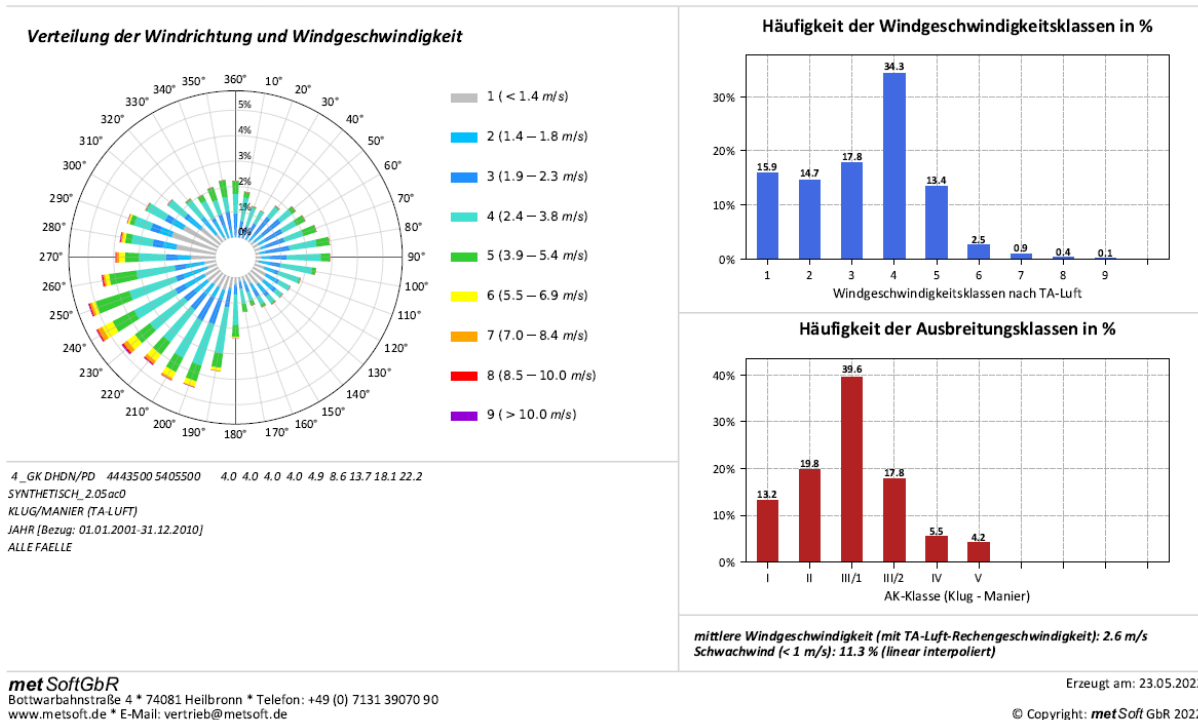 Verteilung der Windrichtung und Windgeschwindigkeit
360°
10°
20°
30°
40°
50°
60°
70°
80°
90°
100°
110°
120°
130°
140°
150°
160°
170°
180°
190°
200°
210°
220°
230°
240°
250°
260°
270°
280°
290°
300°
310°
320°
330°
340°
350°
5%
4%
3%
2%
1%
0%
1 (< 1.4 m/s)
2 (1.4 – 1.8 m/s)
3 (1.9 – 2.3 m/s)
4 (2.4 – 3.8 m/s)
5 (3.9 – 5.4 m/s)
6 (5.5 – 6.9 m/s)
7 (7.0 – 8.4 m/s)
8 (8.5 – 10.0 m/s)
9 (> 10.0 m/s)
4_GK DHDN/PD 4443500 5405500 4.0 4.0 4.0 4.0 4.9 8.6 13.7 18.1 22.2
SYNTHETISCH_2.05ac0
KLUG/MANIER (TA-LUFT)
JAHR [Bezug: 01.01.2001-31.12.2010]
ALLE FAELLE
Häufigkeit der Windgeschwindigkeitsklassen in %
30%
20%
10%
0%
15.9 14.7 17.8 34.3 13.4 2.5 0.9 0.4 0.1
1 2 3 4 5 6 7 8 9
Windgeschwindigkeitsklassen nach TA-Luft
Häufigkeit der Ausbreitungsklassen in %
40%
30%
20%
10%
0%
13.2 19.8 39.6 17.8 5.5 4.2
I II III/1 III/2 IV V
AK-Klasse (Klug - Manier)
mittlere Windgeschwindigkeit (mit TA-Luft-Rechengeschwindigkeit): 2.6 m/s
Schwachwind (< 1 m/s): 11.3 % (linear interpoliert)
met SoftGbR
Bottwarbahnstraße 4 * 74081 Heilbronn * Telefon: +49 (0) 7131 39070 90
www.metsoft.de * E-Mail: vertrieb@metsoft.de
Erzeugt am: 23.05.202
© Copyright: met Soft GbR 202